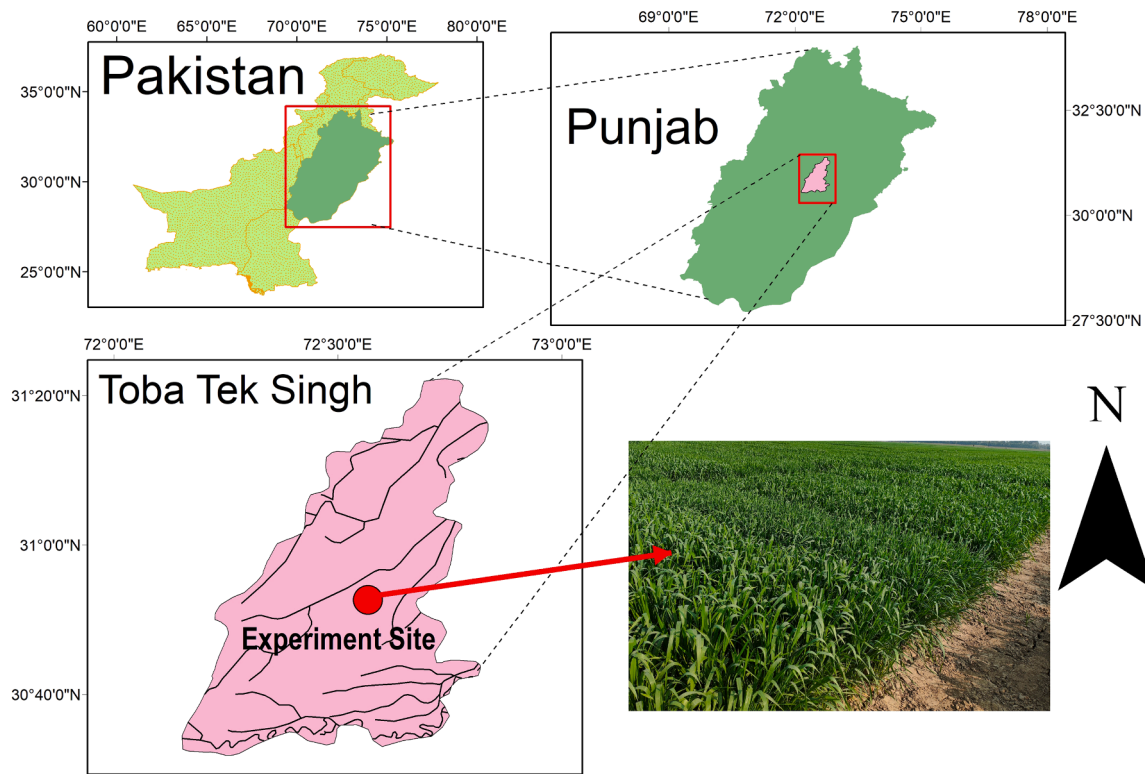 60°0'0"E 65°0'0"E 70°0'0"E 75°0'0"E 80°0'0"E
35°0'0"N
30°0'0"N
25°0'0"N
Pakistan
69°0'0"E 72°0'0"E 75°0'0"E 78°0'0"E
32°30'0"N
30°0'0"N
27°30'0"N
Punjab
72°0'0"E 72°30'0"E 73°0'0"E
31°20'0"N
31°0'0"N
30°40'0"N
Toba Tek Singh
Experiment Site
N